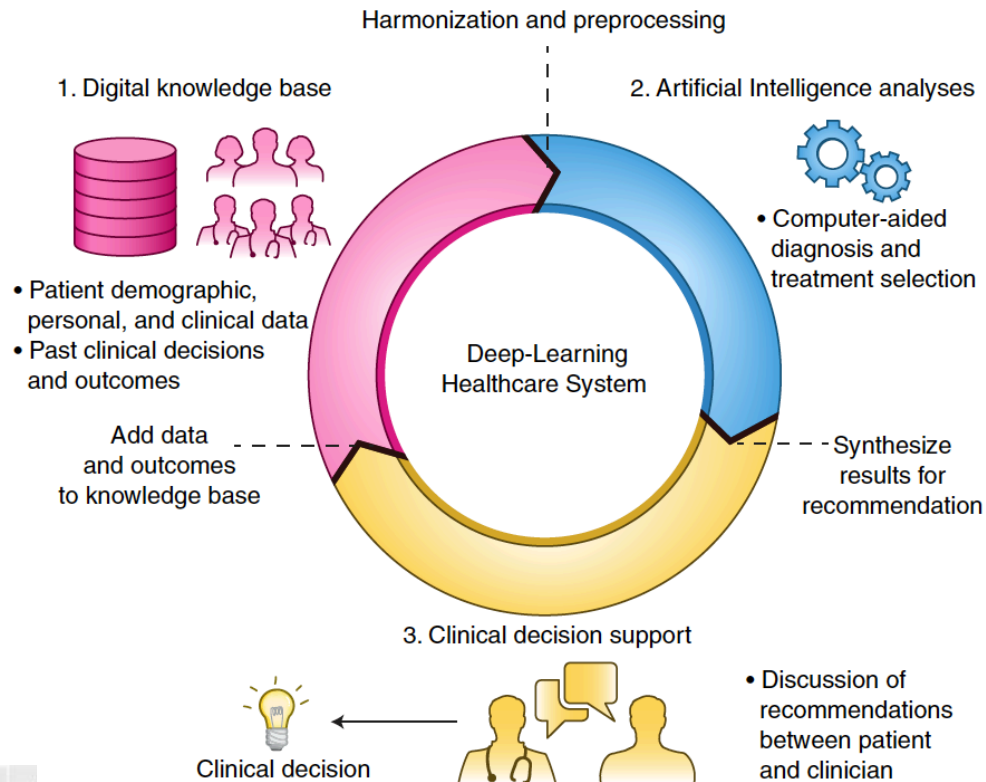 Harmonization and preprocessing
1. Digital knowledge base
2. Artificial Intelligence analyses
• Computer-aided
diagnosis and
treatment selection
• Patient demographic,
personal, and clinical data
• Past clinical decisions
and outcomes
Deep-Learning
Healthcare System
Add data
and outcomes
to knowledge base
Synthesize
results for
recommendation
3. Clinical decision support
• Discussion of
recommendations
between patient
and clinician
Clinical decision